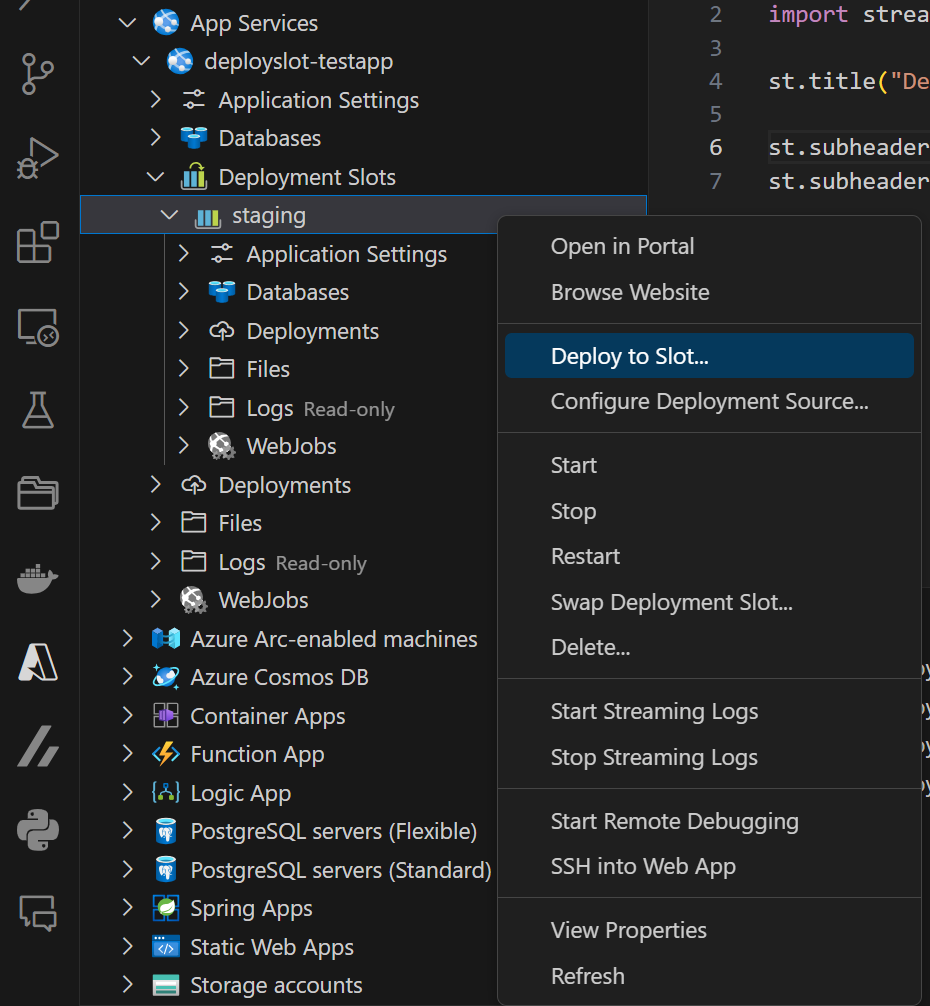 App Services
deployslot-testapp
Application Settings
Databases
Deployment Slots
staging
Application Settings
Databases
Deployments
Files
Logs Read-only
WebJobs
Deployments
Files
Logs Read-only
WebJobs
Azure Arc-enabled machines
Azure Cosmos DB
Container Apps
Function App
Logic App
PostgreSQL servers (Flexible)
PostgreSQL servers (Standard)
Spring Apps
Static Web Apps
Storage accounts
2 import strea
3
4 st.title("De
5
6 st.subheader
7 st.subheader
Open in Portal
Browse Website
Deploy to Slot...
Configure Deployment Source...
Start
Stop
Restart
Swap Deployment Slot...
Delete...
Start Streaming Logs
Stop Streaming Logs
Start Remote Debugging
SSH into Web App
View Properties
Refresh